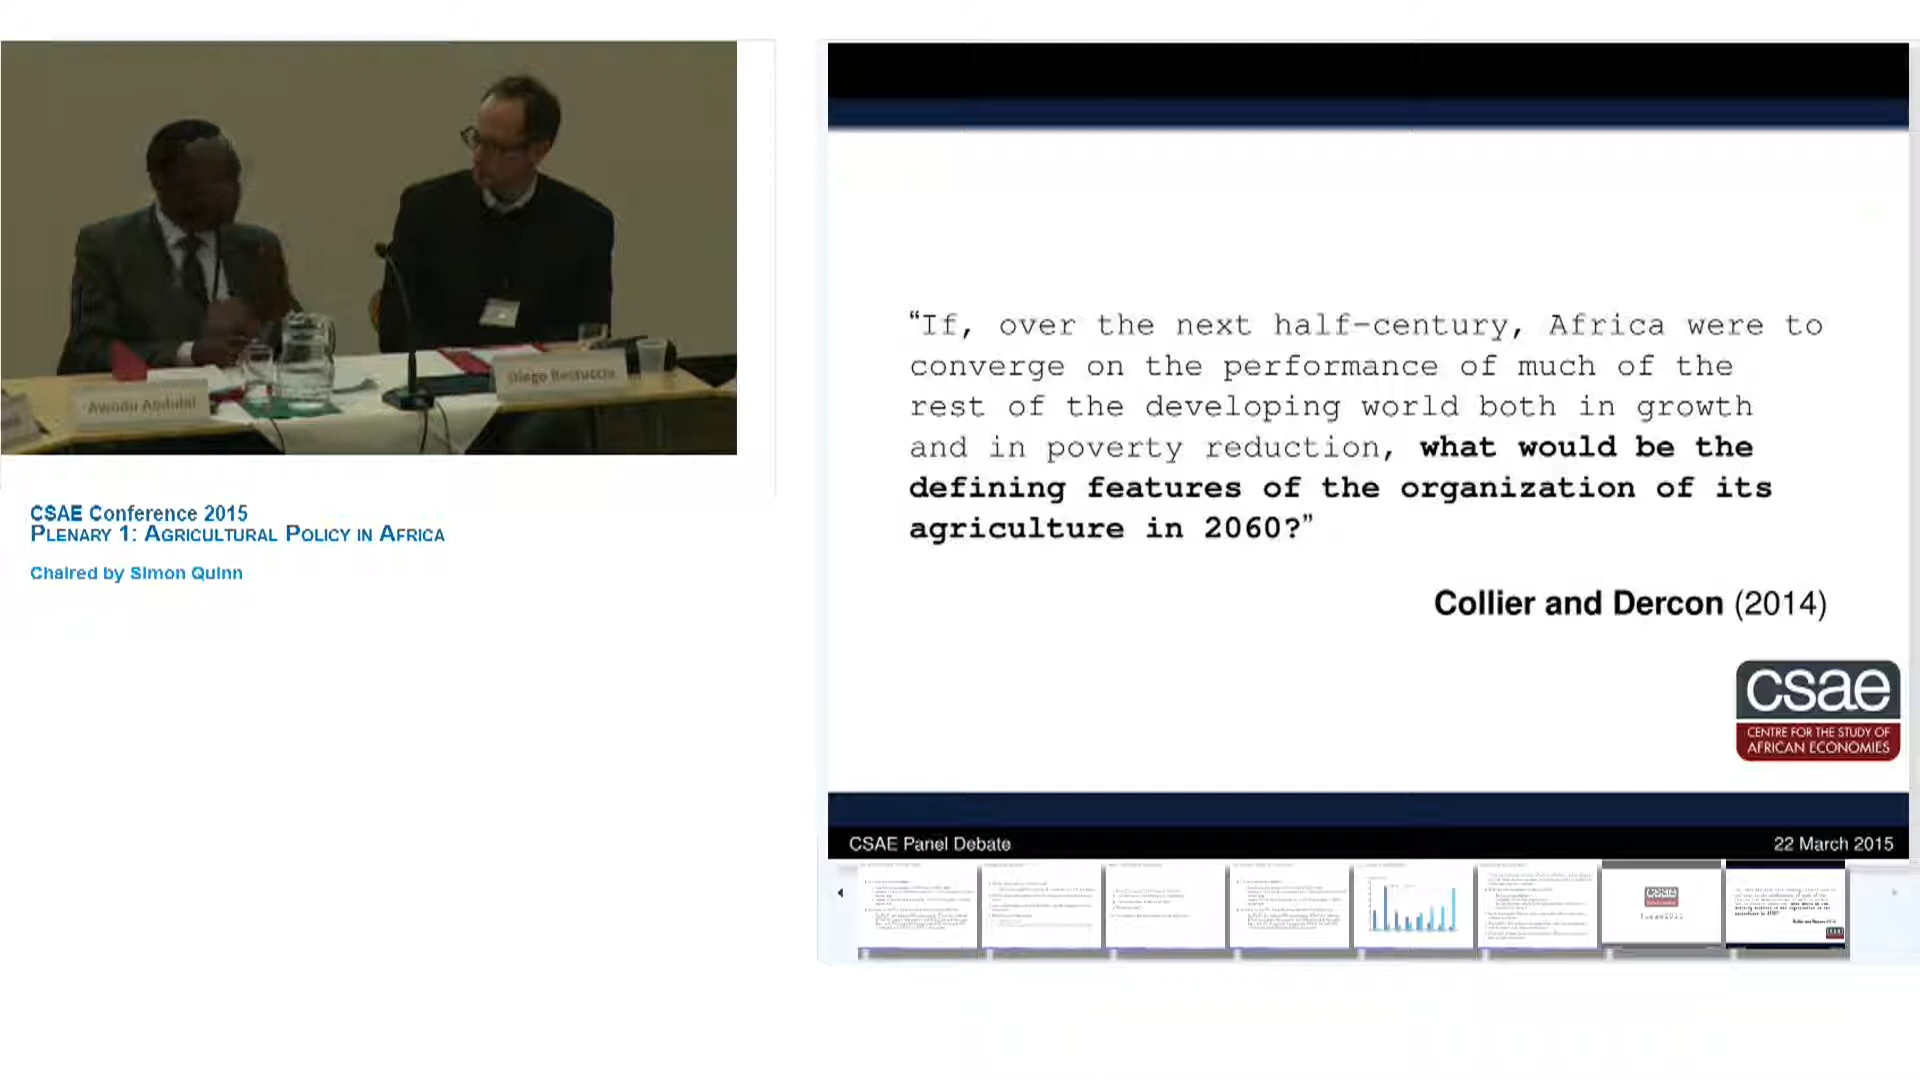 Awudu Abdulai
Diego Restuccia
CSAE Conference 2015
Plenary 1: Agricultural Policy in Africa
Chaired by Simon Quinn
“If, over the next half-century, Africa were to
converge on the performance of much of the
rest of the developing world both in growth
and in poverty reduction, what would be the
defining features of the organization of its
agriculture in 2060?”
Collier and Dercon (2014)
csae
CENTRE FOR THE STUDY OF
AFRICAN ECONOMIES
CSAE Panel Debate
22 March 2015